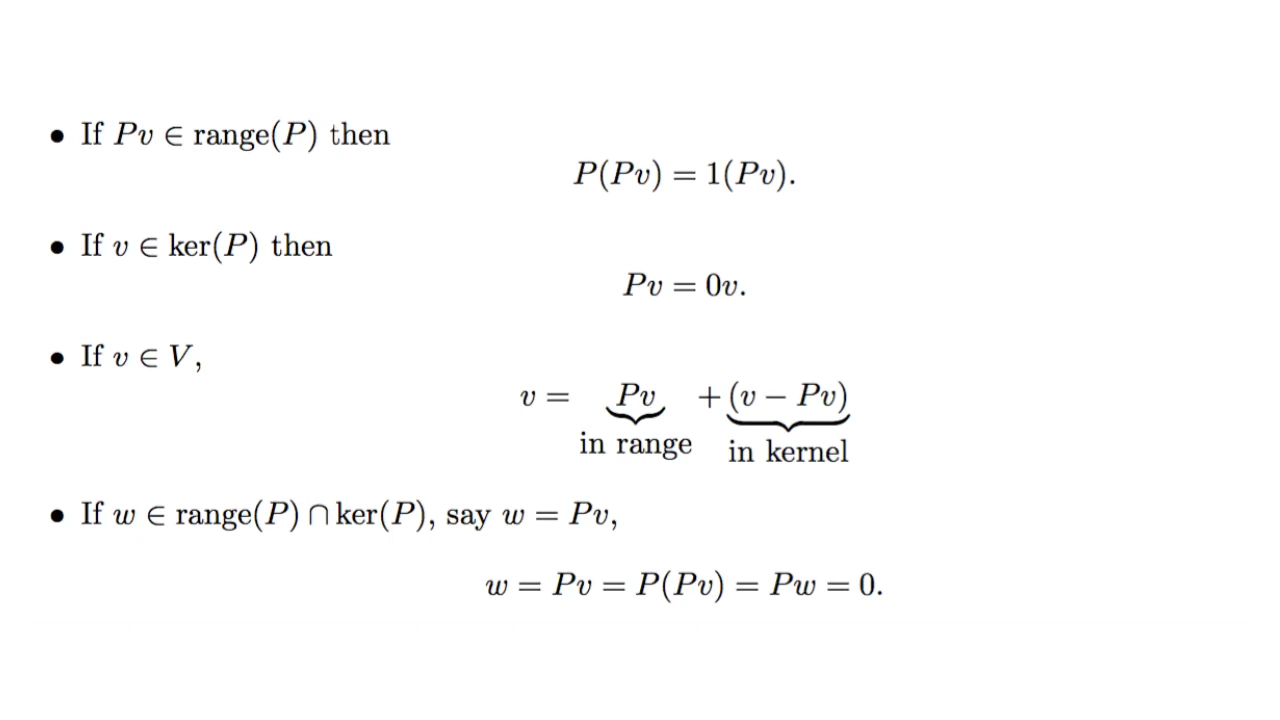 • If Pv ∈ range(P) then
P(Pv) = 1(Pv).
• If v ∈ ker(P) then
Pv = 0v.
• If v ∈ V,
v = Pv + (v − Pv)
in range in kernel
• If w ∈ range(P) ∩ ker(P), say w = Pv,
w = Pv = P(Pv) = Pw = 0.